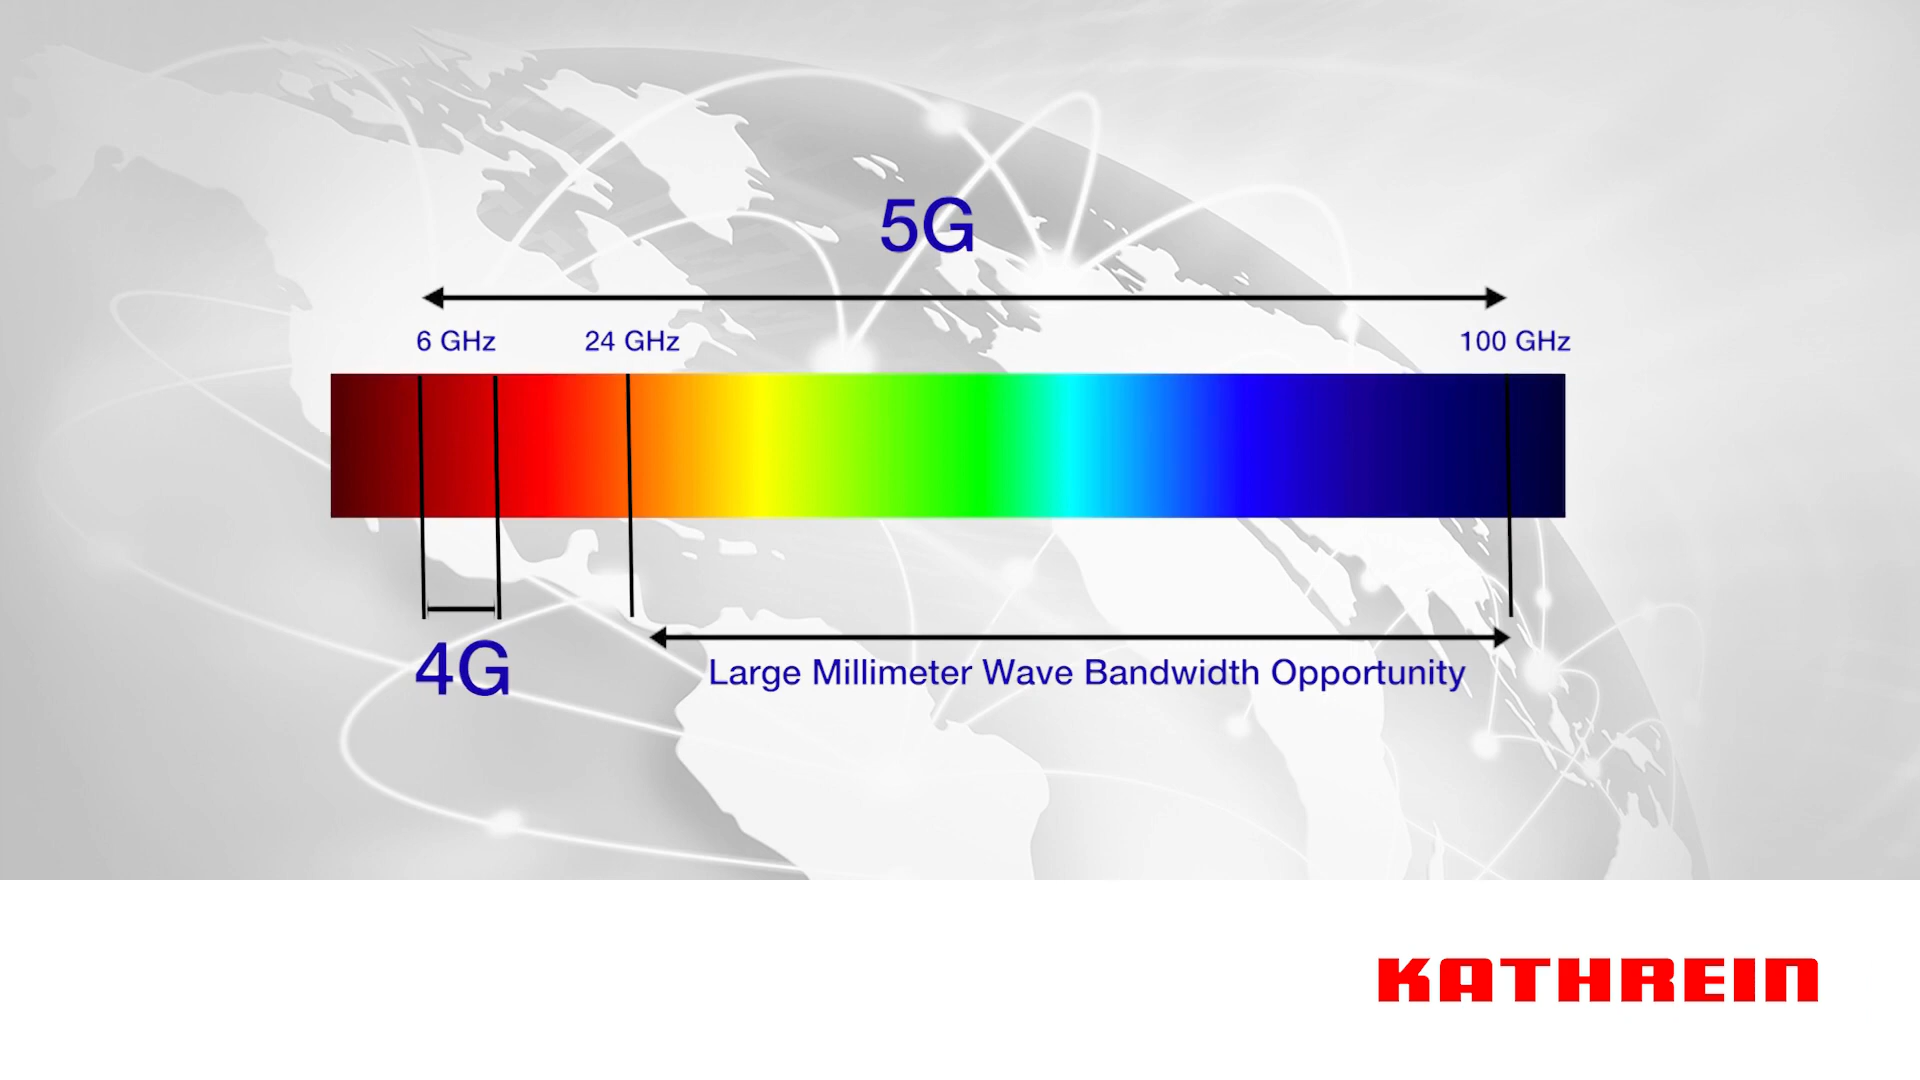 5G
6 GHz
24 GHz
100 GHz
4G
Large Millimeter Wave Bandwidth Opportunity
KATHREIN